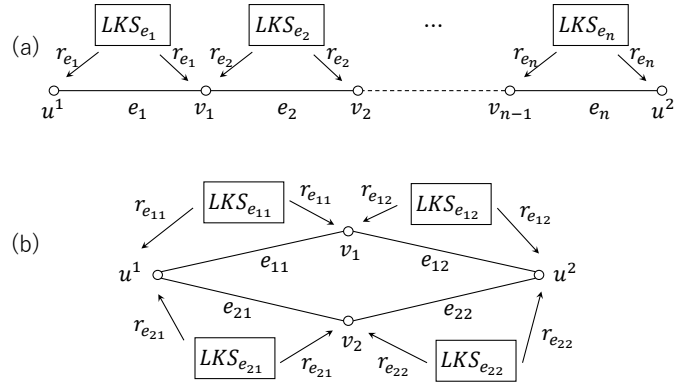 (a)
LKS_{e_1} LKS_{e_2} ... LKS_{e_n}
r_{e_1} r_{e_1} r_{e_2} r_{e_2} r_{e_n} r_{e_n}
u^1 e_1 v_1 e_2 v_2 v_{n-1} e_n u^2
(b)
LKS_{e_{11}} LKS_{e_{12}}
r_{e_{11}} r_{e_{11}} r_{e_{12}} r_{e_{12}}
v_1
e_{11} e_{12}
u^1 u^2
e_{21} e_{22}
v_2
r_{e_{21}} r_{e_{21}} r_{e_{22}} r_{e_{22}}
LKS_{e_{21}} LKS_{e_{22}}